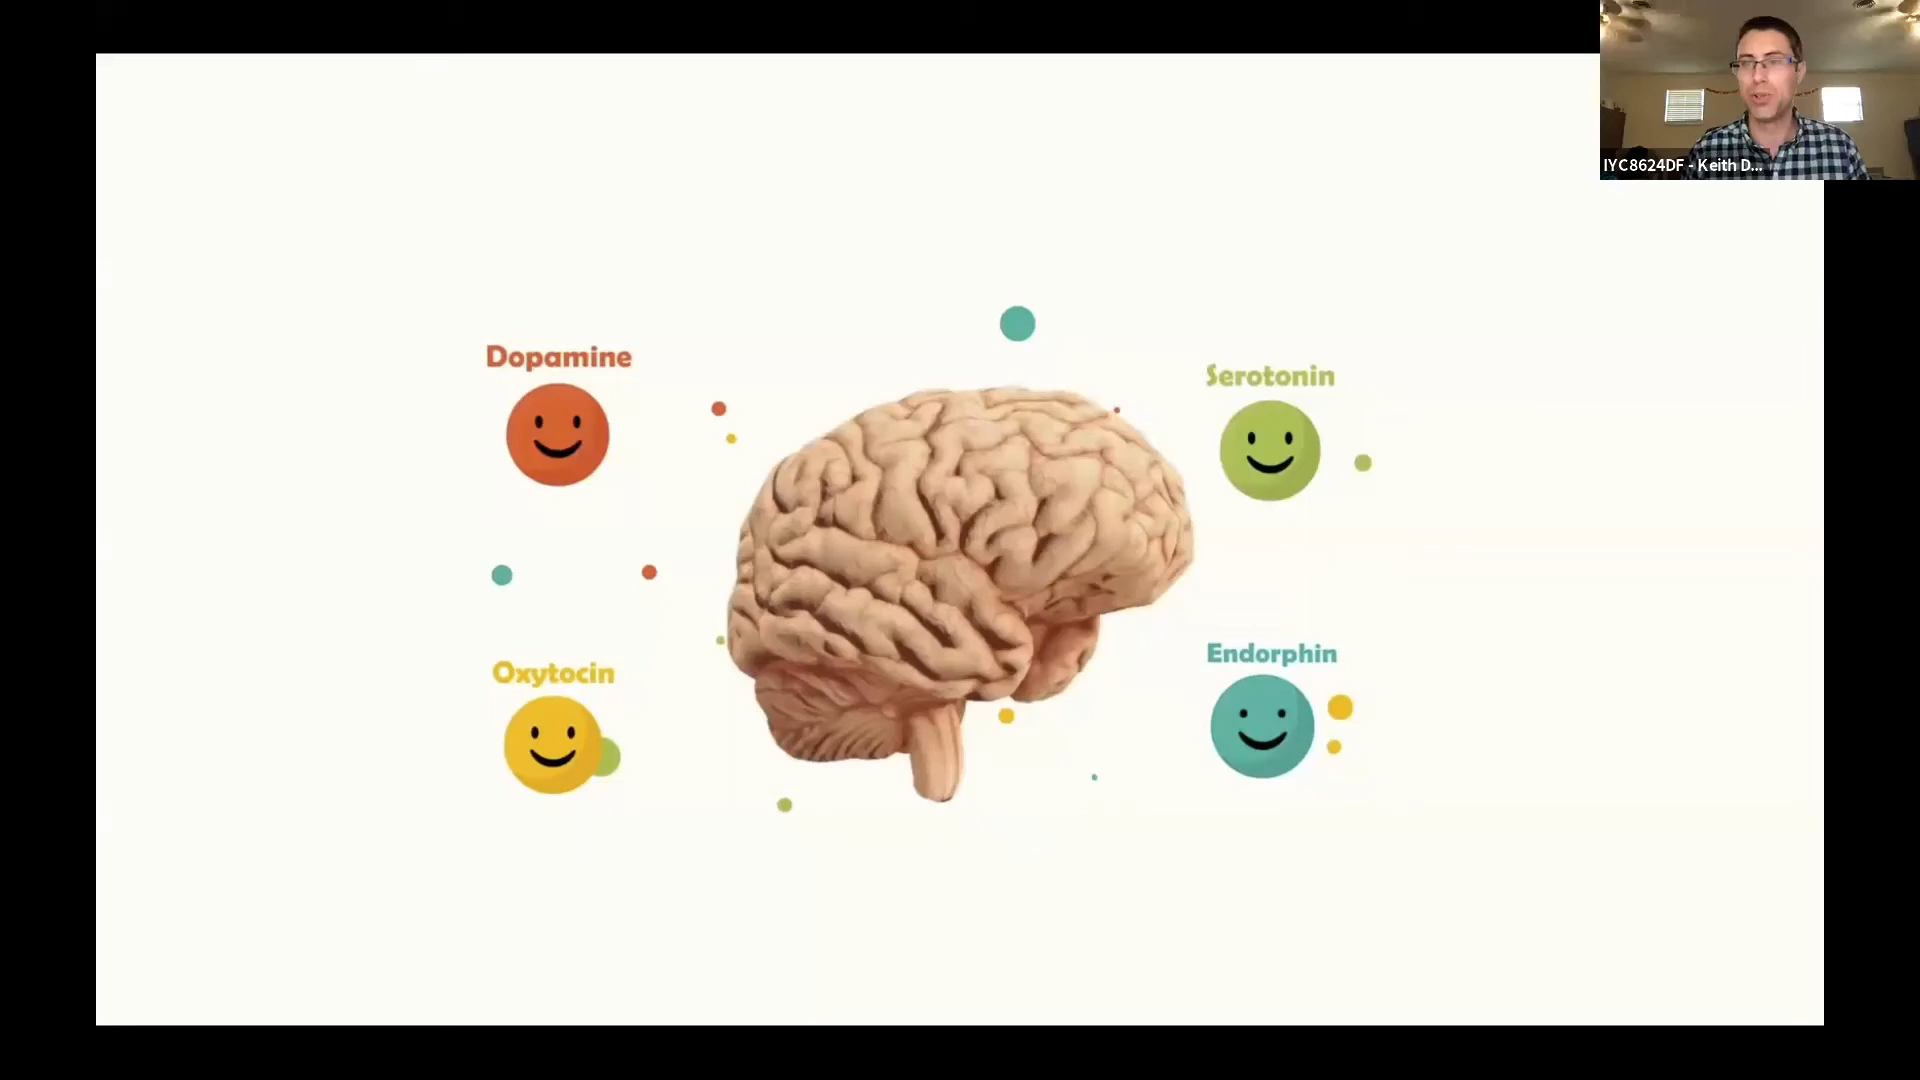 IYC8624DF - Keith D...
Dopamine
Serotonin
Oxytocin
Endorphin